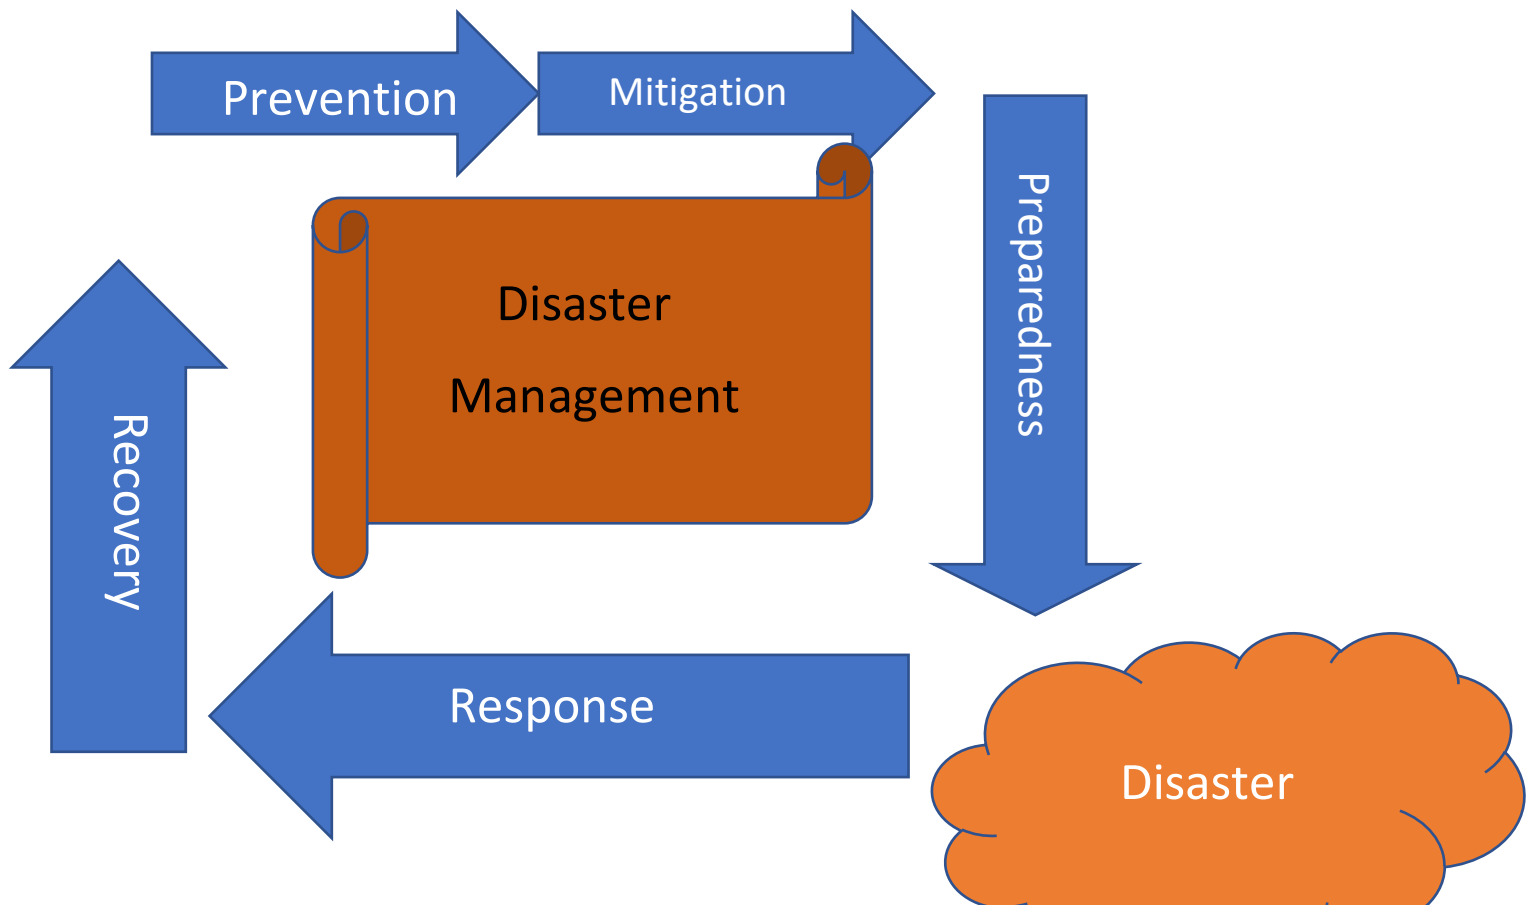 Prevention
Mitigation
Preparedness
Disaster
Management
Recovery
Response
Disaster